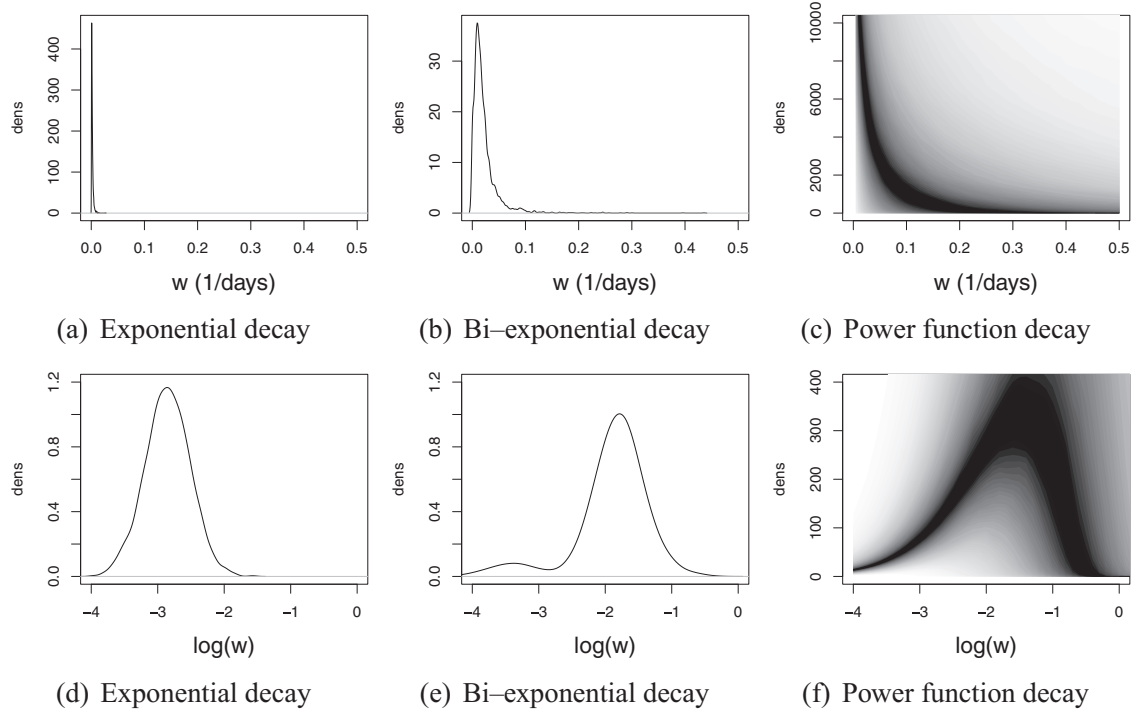 dens
0 100 200 300 400
0.0 0.1 0.2 0.3 0.4 0.5
w (1/days)
(a) Exponential decay
dens
0 10 20 30
0.0 0.1 0.2 0.3 0.4 0.5
w (1/days)
(b) Bi–exponential decay
dens
0 2000 6000 10000
0.0 0.1 0.2 0.3 0.4 0.5
w (1/days)
(c) Power function decay
dens
0.0 0.4 0.8 1.2
−4 −3 −2 −1 0
log(w)
(d) Exponential decay
dens
0.0 0.4 0.8 1.2
−4 −3 −2 −1 0
log(w)
(e) Bi–exponential decay
dens
0 100 200 300 400
−4 −3 −2 −1 0
log(w)
(f) Power function decay